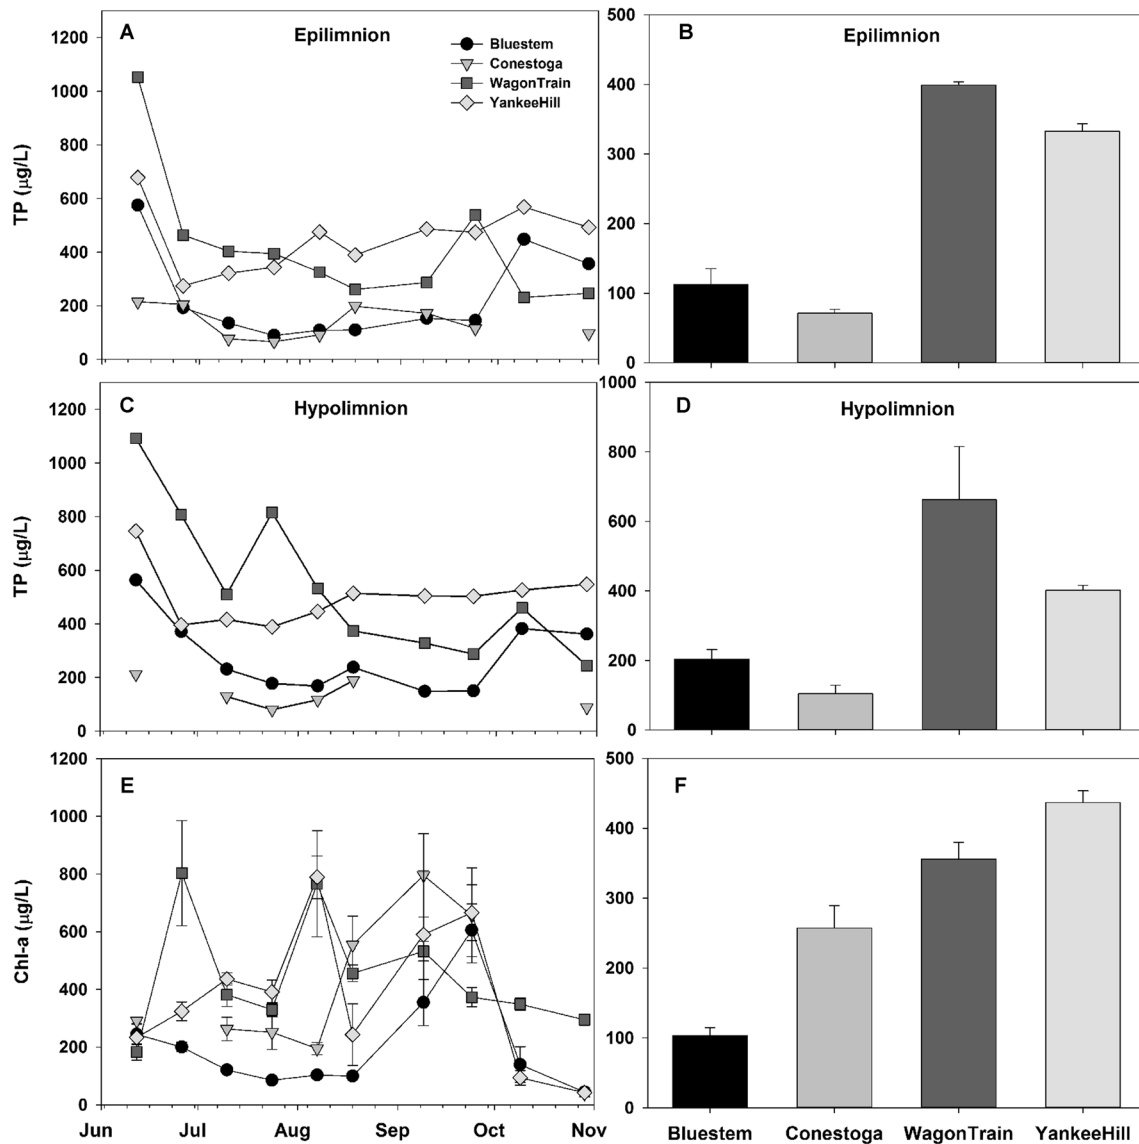 A
Epilimnion
Bluestem
Conestoga
WagonTrain
YankeeHill
TP (μg/L)
1200
1000
800
600
400
200
0
B
Epilimnion
500
400
300
200
100
0
C
Hypolimnion
TP (μg/L)
1200
1000
800
600
400
200
0
D
Hypolimnion
1000
800
600
400
200
0
E
Chl-a (μg/L)
1200
1000
800
600
400
200
0
Jun Jul Aug Sep Oct Nov
F
500
400
300
200
100
0
Bluestem Conestoga WagonTrain YankeeHill